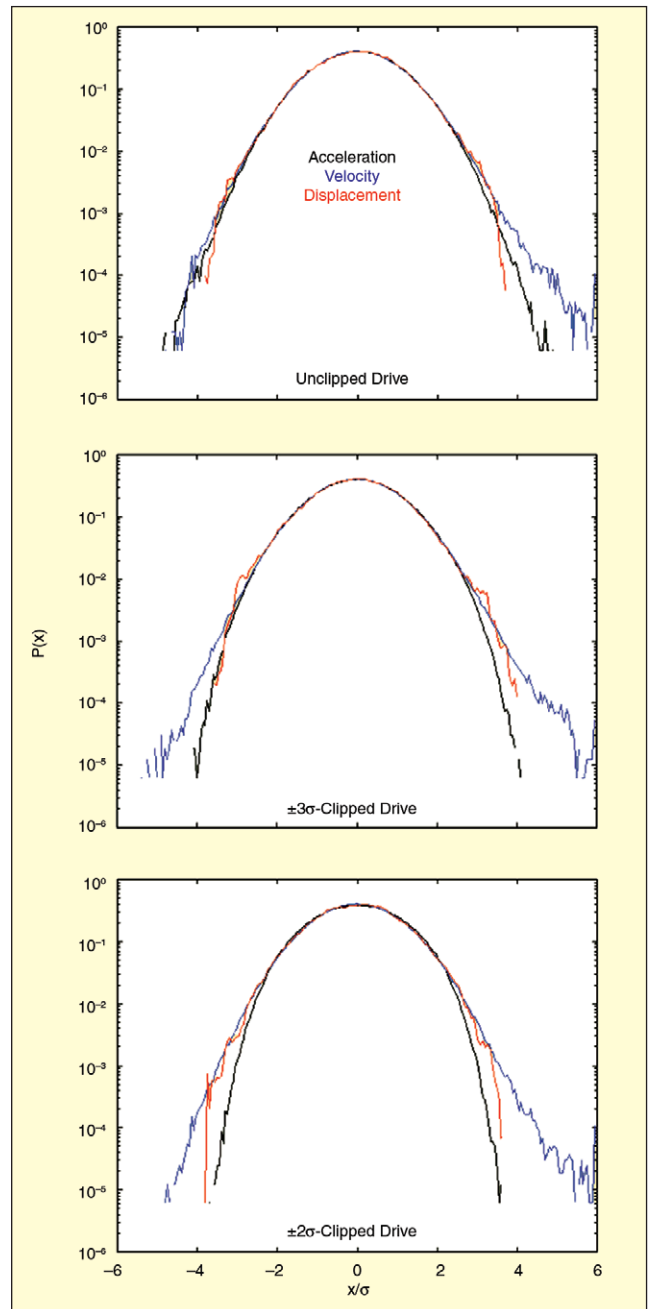 10⁰
10⁻¹
10⁻²
10⁻³
10⁻⁴
10⁻⁵
10⁻⁶
Acceleration
Velocity
Displacement
Unclipped Drive
10⁰
10⁻¹
10⁻²
10⁻³
10⁻⁴
10⁻⁵
10⁻⁶
P(x)
±3σ-Clipped Drive
10⁰
10⁻¹
10⁻²
10⁻³
10⁻⁴
10⁻⁵
10⁻⁶
±2σ-Clipped Drive
−6 −4 −2 0 2 4 6
x/σ